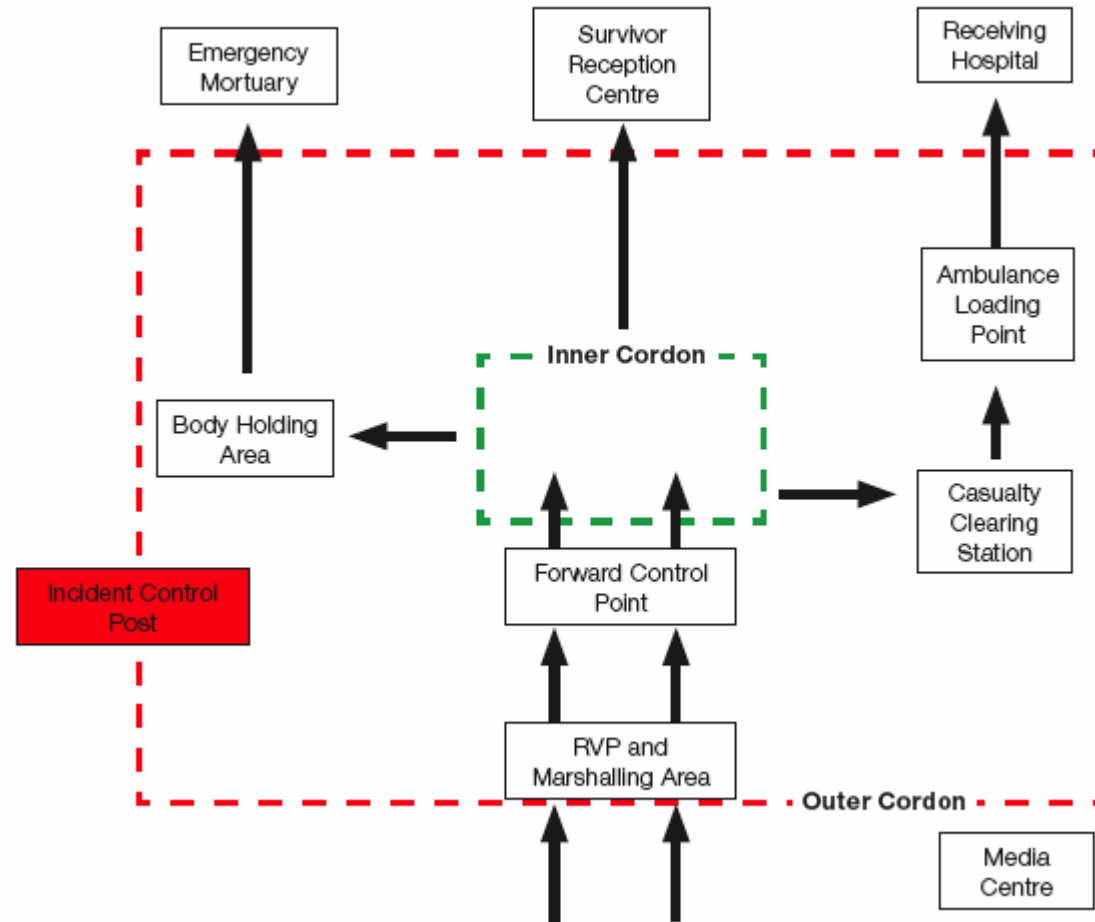 Emergency
Mortuary
Survivor
Reception
Centre
Receiving
Hospital
Ambulance
Loading
Point
Inner Cordon
Body Holding
Area
Casualty
Clearing
Station
Forward Control
Point
Incident Control
Post
RVP and
Marshalling Area
Outer Cordon
Media
Centre